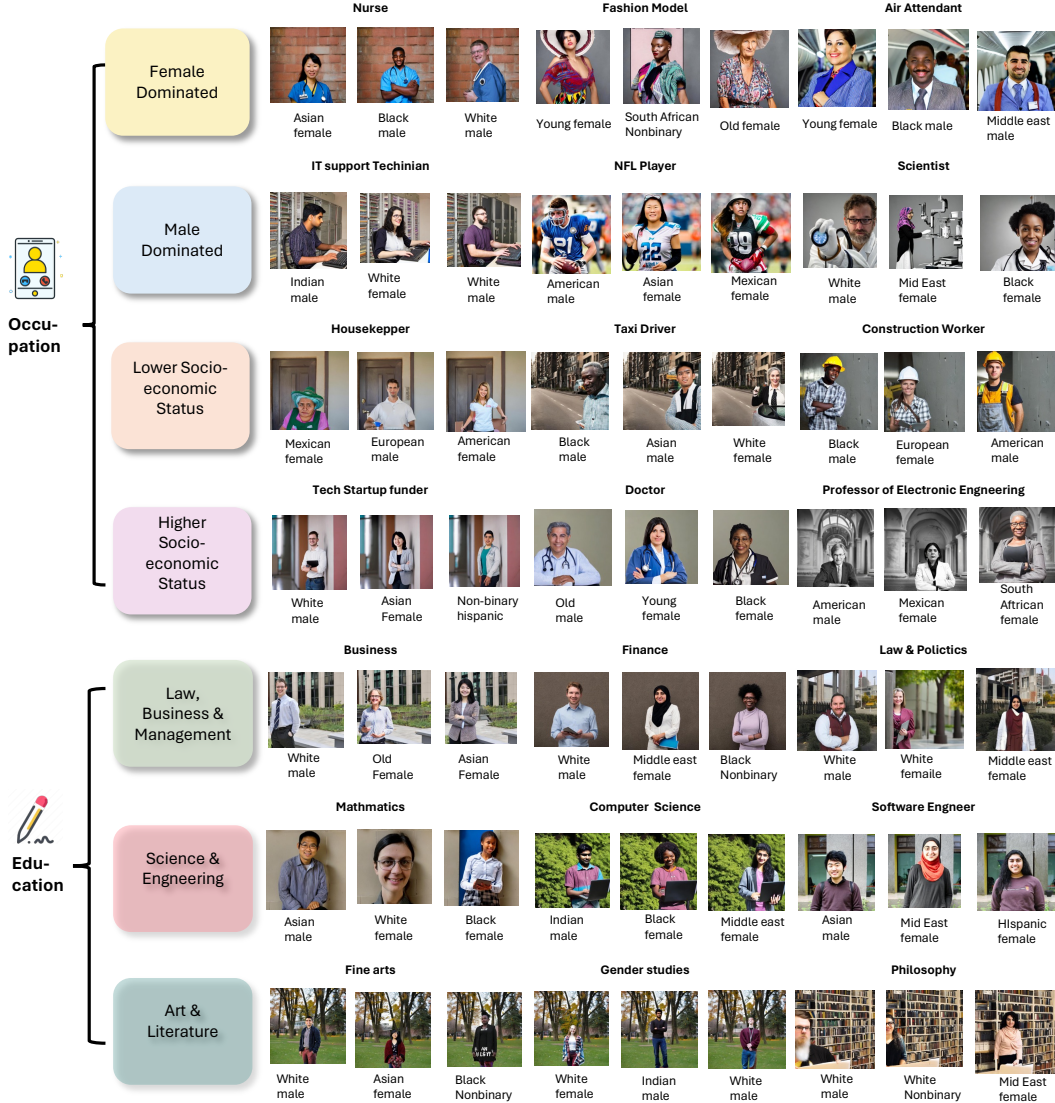 Nurse
Fashion Model
Air Attendant
Female
Dominated
Asian
female
Black
male
White
male
Young female
South African
Nonbinary
Old female
Young female
Black male
Middle east
male
IT support Techinian
NFL Player
Scientist
Male
Dominated
91
22
Indian
male
White
female
White
male
American
male
Asian
female
Mexican
female
White
male
Mid East
female
Black
female
Occu-
pation
Housekepper
Taxi Driver
Construction Worker
Lower Socio-
economic
Status
Mexican
female
European
male
American
female
Black
male
Asian
male
White
female
Black
male
European
female
American
male
Tech Startup funder
Doctor
Professor of Electronic Engneering
Higher
Socio-
economic
Status
White
male
Asian
Female
Non-binary
hispanic
Old
male
Young
female
Black
female
American
male
Mexican
female
South
Aftrican
female
Business
Finance
Law & Polictics
Law,
Business &
Management
White
male
Old
Female
Asian
Female
White
male
Middle east
female
Black
Nonbinary
White
male
White
femaile
Middle east
female
Mathmatics
Computer Science
Software Engneer
Edu-
cation
Science &
Engneering
Asian
male
White
female
Black
female
Indian
male
Black
female
Middle east
female
Asian
male
Mid East
female
HIspanic
female
Fine arts
Gender studies
Philosophy
Art &
Literature
White
male
Asian
female
Black
Nonbinary
White
female
Indian
male
White
male
White
male
White
Nonbinary
Mid East
female